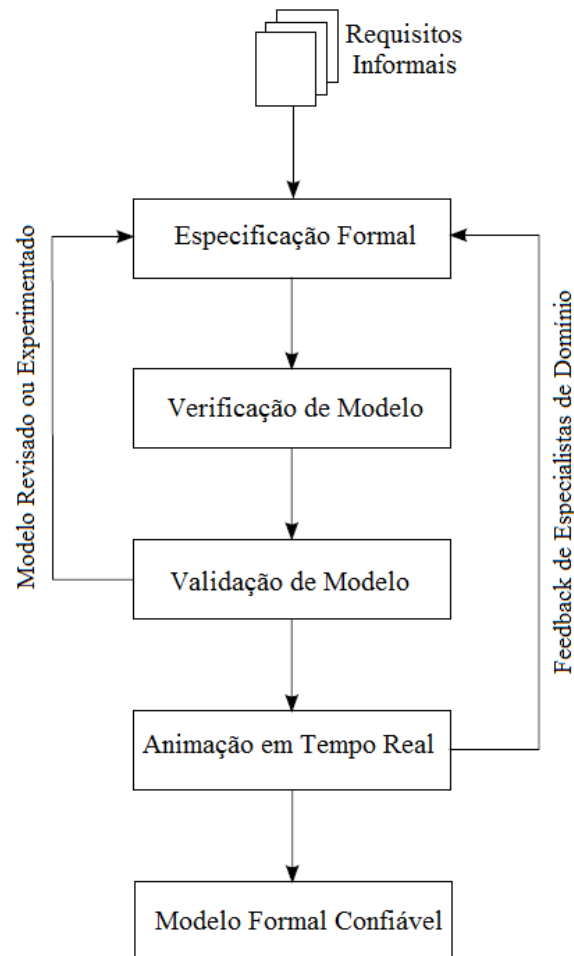 Requisitos
Informais
Especificação Formal
Verificação de Modelo
Validação de Modelo
Animação em Tempo Real
Modelo Formal Confiável
Modelo Revisado ou Experimentado
Feedback de Especialistas de Domínio